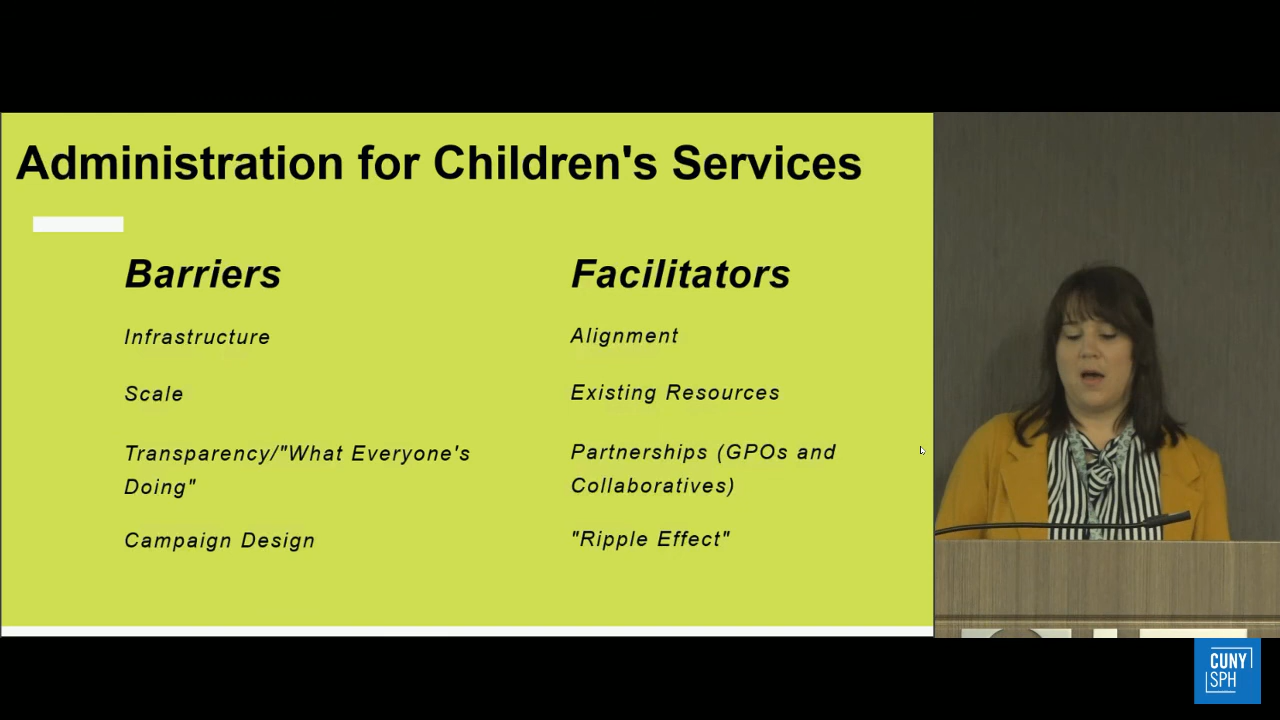 Administration for Children's Services
Barriers
Infrastructure
Scale
Transparency/"What Everyone's
Doing"
Campaign Design
Facilitators
Alignment
Existing Resources
Partnerships (GPOs and
Collaboratives)
"Ripple Effect"
CUNY
SPH